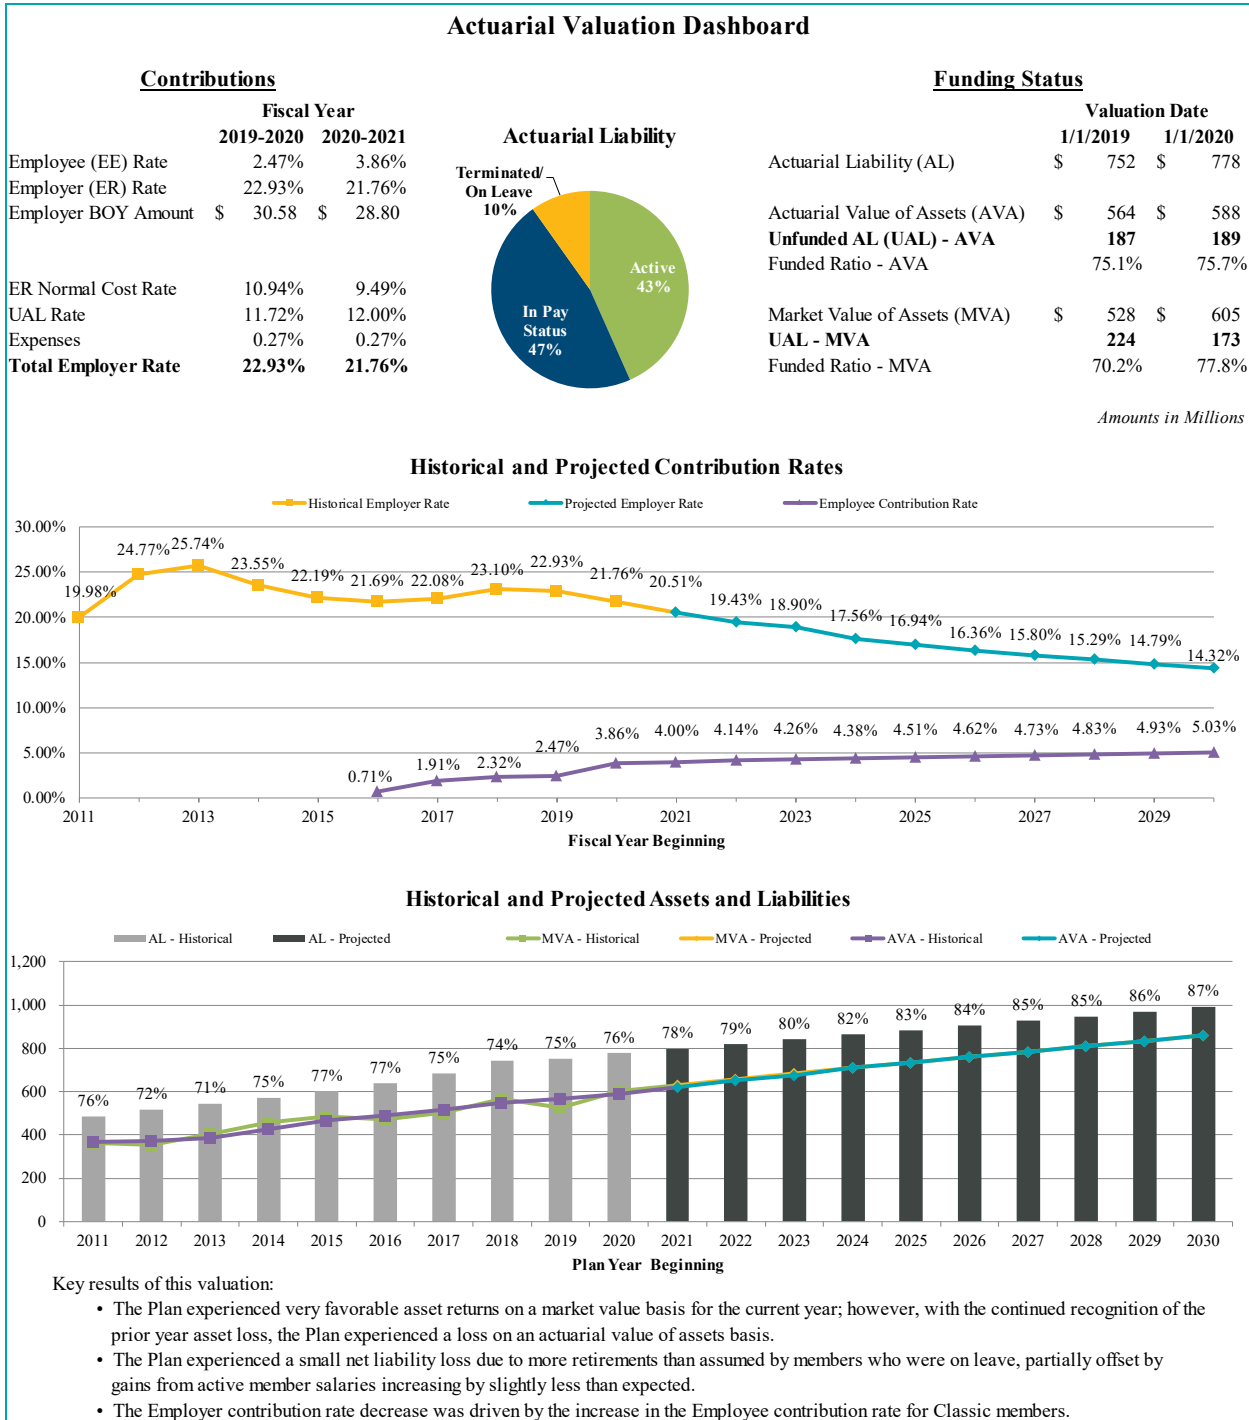 Actuarial Valuation Dashboard
Contributions
Fiscal Year
2019-2020 2020-2021
Employee (EE) Rate 2.47% 3.86%
Employer (ER) Rate 22.93% 21.76%
Employer BOY Amount $ 30.58 $ 28.80
ER Normal Cost Rate 10.94% 9.49%
UAL Rate 11.72% 12.00%
Expenses 0.27% 0.27%
Total Employer Rate 22.93% 21.76%
Actuarial Liability
Terminated/
On Leave
10%
Active
43%
In Pay
Status
47%
Funding Status
Valuation Date
1/1/2019 1/1/2020
Actuarial Liability (AL) $ 752 $ 778
Actuarial Value of Assets (AVA) $ 564 $ 588
Unfunded AL (UAL) - AVA 187 189
Funded Ratio - AVA 75.1% 75.7%
Market Value of Assets (MVA) $ 528 $ 605
UAL - MVA 224 173
Funded Ratio - MVA 70.2% 77.8%
Amounts in Millions
Historical and Projected Contribution Rates
Historical Employer Rate Projected Employer Rate Employee Contribution Rate
30.00%
25.00%
20.00%
15.00%
10.00%
5.00%
0.00%
19.98% 24.77% 25.74% 23.55% 22.19% 21.69% 22.08% 23.10% 22.93% 21.76% 20.51% 19.43% 18.90% 17.56% 16.94% 16.36% 15.80% 15.29% 14.79% 14.32%
0.71% 1.91% 2.32% 2.47% 3.86% 4.00% 4.14% 4.26% 4.38% 4.51% 4.62% 4.73% 4.83% 4.93% 5.03%
2011 2013 2015 2017 2019 2021 2023 2025 2027 2029
Fiscal Year Beginning
Historical and Projected Assets and Liabilities
AL - Historical AL - Projected MVA - Historical MVA - Projected AVA - Historical AVA - Projected
1,200
1,000
800
600
400
200
0
76% 72% 71% 75% 77% 77% 75% 74% 75% 76% 78% 79% 80% 82% 83% 84% 85% 85% 86% 87%
2011 2012 2013 2014 2015 2016 2017 2018 2019 2020 2021 2022 2023 2024 2025 2026 2027 2028 2029 2030
Plan Year Beginning
Key results of this valuation:
• The Plan experienced very favorable asset returns on a market value basis for the current year; however, with the continued recognition of the
prior year asset loss, the Plan experienced a loss on an actuarial value of assets basis.
• The Plan experienced a small net liability loss due to more retirements than assumed by members who were on leave, partially offset by
gains from active member salaries increasing by slightly less than expected.
• The Employer contribution rate decrease was driven by the increase in the Employee contribution rate for Classic members.